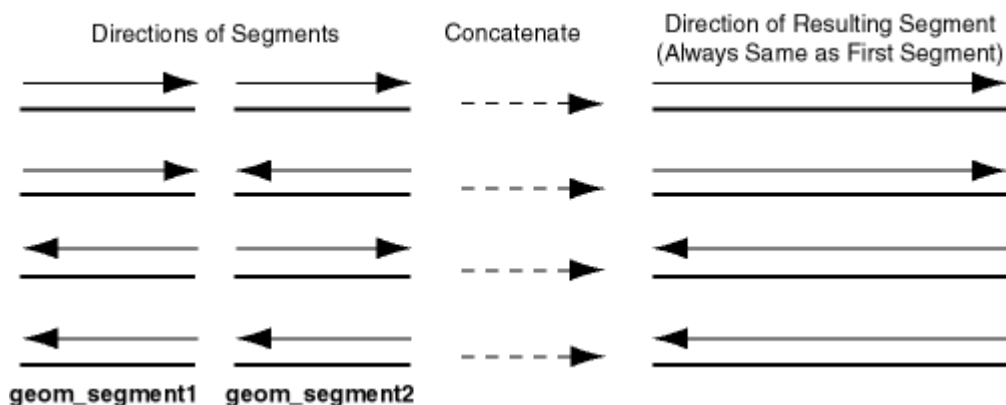 Directions of Segments
Concatenate
Direction of Resulting Segment
(Always Same as First Segment)
geom_segment1
geom_segment2